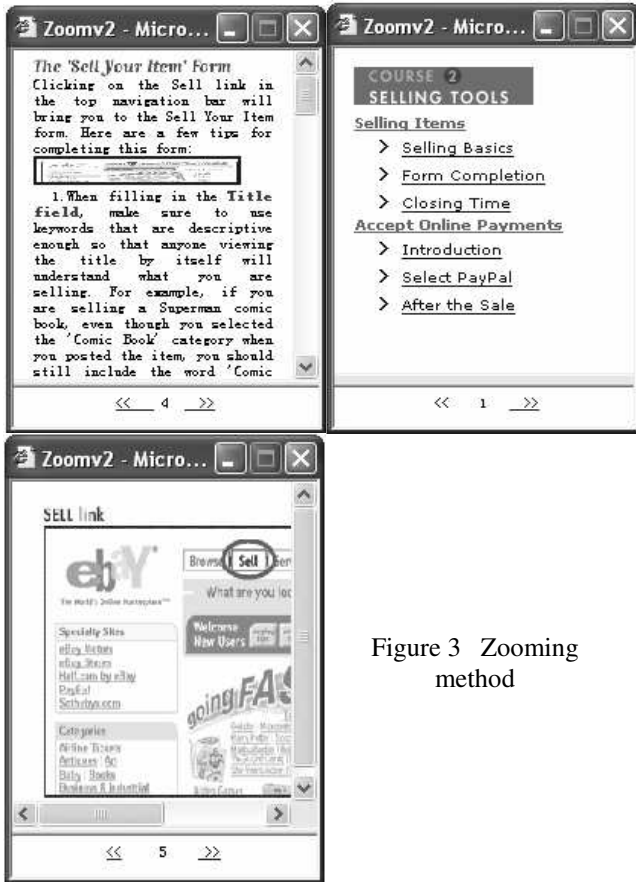 Zoomv2 - Micro...
The 'Sell Your Item' Form
Clicking on the Sell link in
the top navigation bar will
bring you to the Sell Your Item
form. Here are a few tips for
completing this form:
1.When filling in the Title
field, make sure to use
keywords that are descriptive
enough so that anyone viewing
the title by itself will
understand what you are
selling. For example, if you
are selling a Superman comic
book, even though you selected
the 'Comic Book' category when
you posted the item, you should
still include the word 'Comic
<< 4 >>
Zoomv2 - Micro...
COURSE 2
SELLING TOOLS
Selling Items
> Selling Basics
> Form Completion
> Closing Time
Accept Online Payments
> Introduction
> Select PayPal
> After the Sale
<< 1 >>
Zoomv2 - Micro...
SELL link
ebY
The World's Online Marketplace™
Browse Sell Serv
What are you loo
Specialty Sites
eBay Motors
eBay Stores
Half.com by eBay
PayPal
Sothebys.com
Welcome
New Users
going FAS
Categories
Airline Tickets
Antiques Art
Baby Books
Business & Industrial
<< 5 >>
Figure 3 Zooming
method